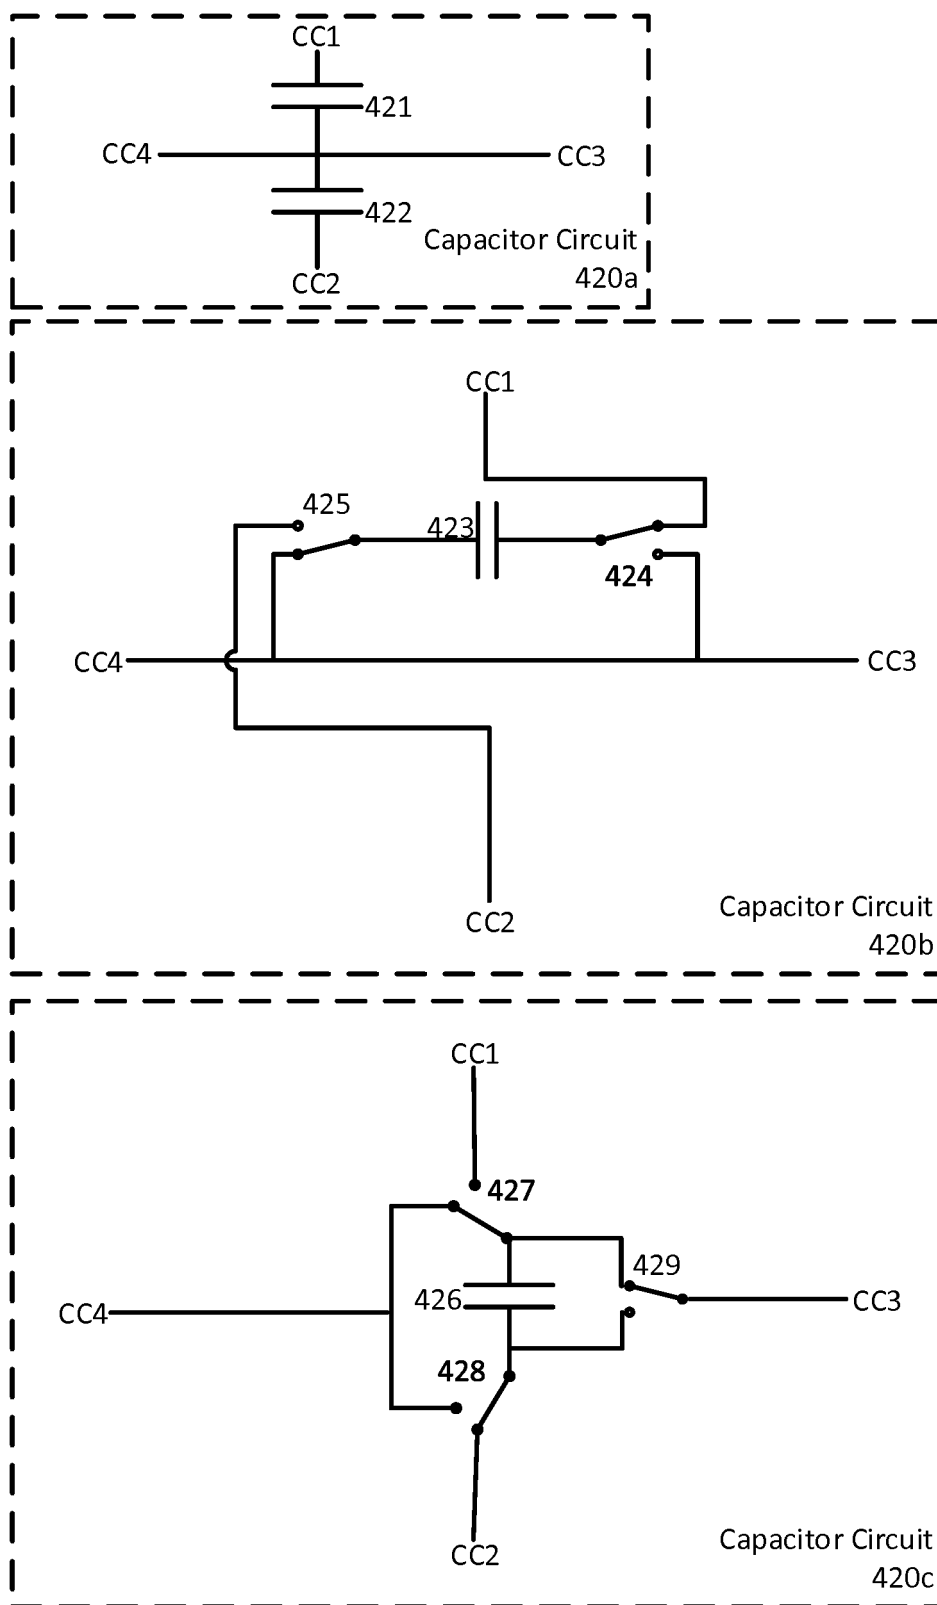 CC1
421
CC4
CC3
422
Capacitor Circuit
420a
CC2
CC1
425
423
424
CC4
CC3
Capacitor Circuit
420b
CC2
CC1
427
429
426
CC3
CC4
428
Capacitor Circuit
420c
CC2